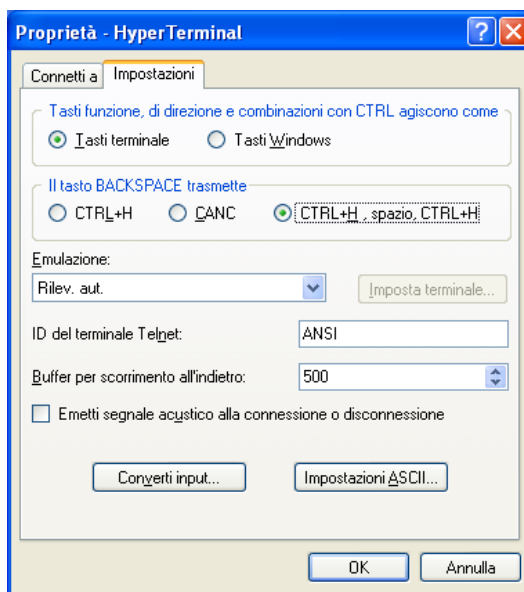 Proprietà - HyperTerminal
Connetti a Impostazioni
Tasti funzione, di direzione e combinazioni con CTRL agiscono come
Tasti terminale Tasti Windows
Il tasto BACKSPACE trasmette
CTRL+H CANC CTRL+H , spazio, CTRL+H
Emulazione:
Rilev. aut. Imposta terminale...
ID del terminale Telnet: ANSI
Buffer per scorrimento all'indietro: 500
Emetti segnale acustico alla connessione o disconnessione
Converti input... Impostazioni ASCII...
OK Annulla